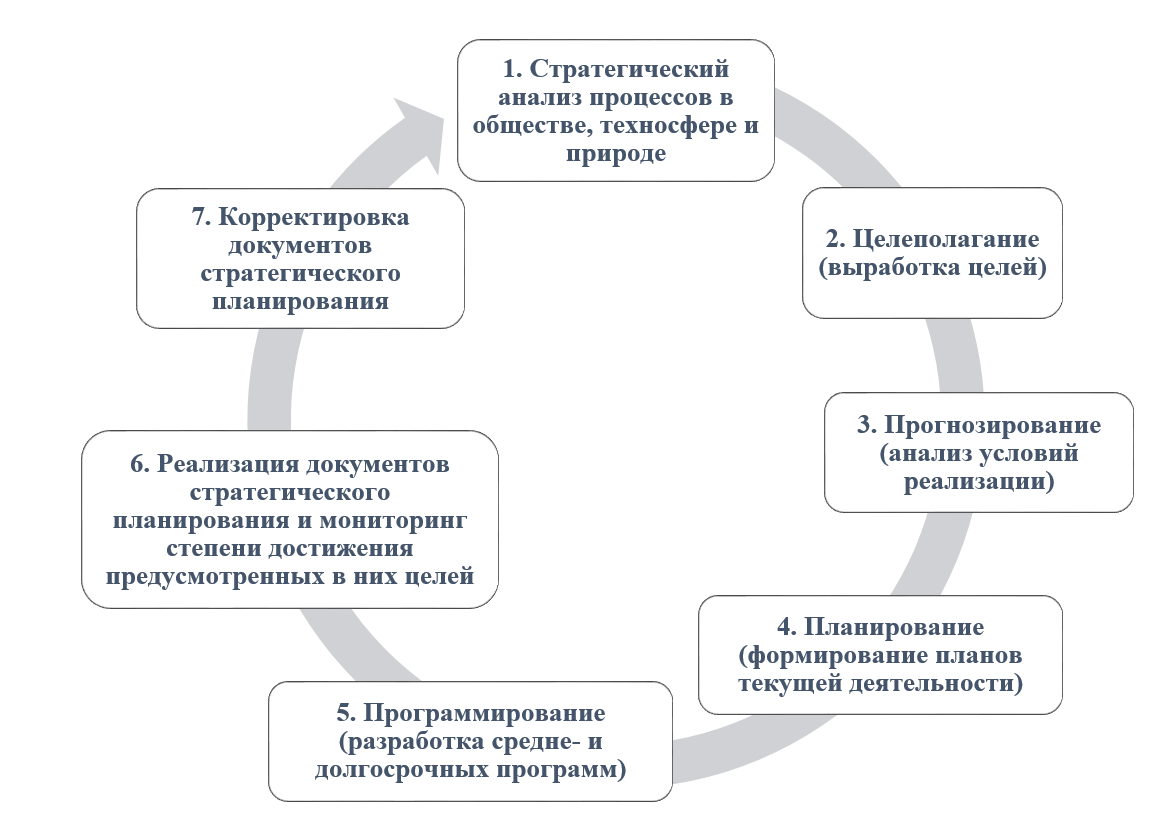 1. Стратегический
анализ процессов в
обществе, техносфере и
природе
2. Целеполагание
(выработка целей)
3. Прогнозирование
(анализ условий
реализации)
4. Планирование
(формирование планов
текущей деятельности)
5. Программирование
(разработка средне- и
долгосрочных программ)
6. Реализация документов
стратегического
планирования и мониторинг
степени достижения
предусмотренных в них целей
7. Корректировка
документов
стратегического
планирования